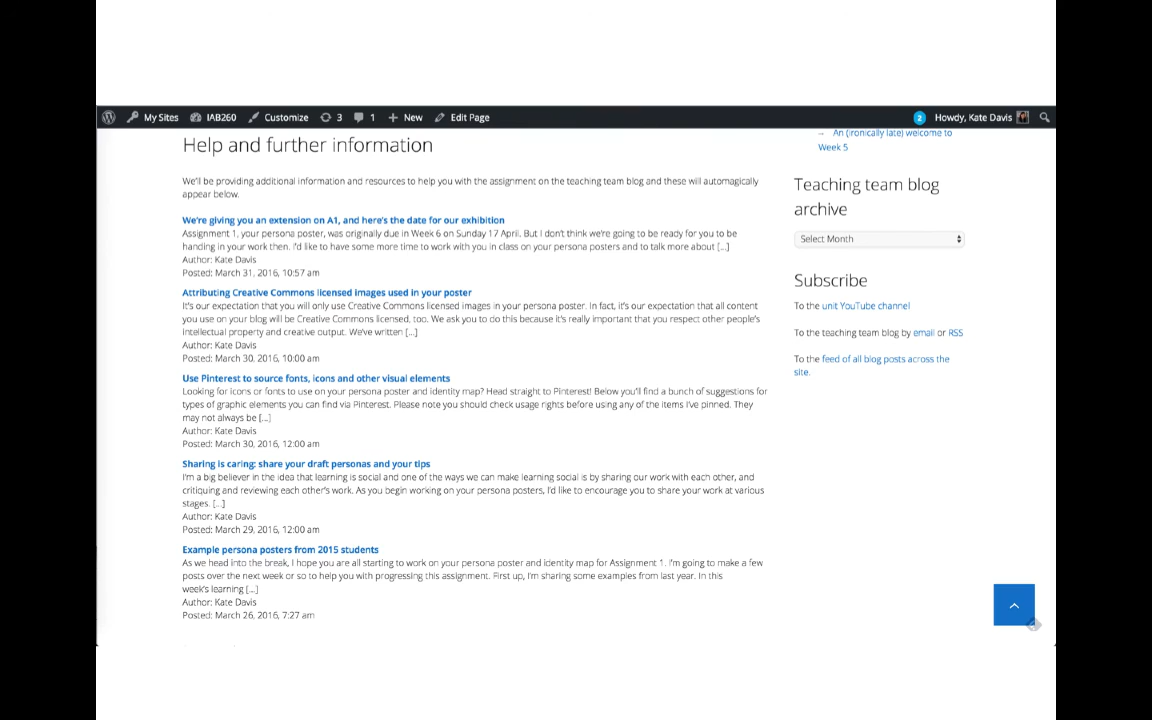 My Sites IAB260 Customize 3 1 New Edit Page Howdy, Kate Davis 2
Help and further information
We'll be providing additional information and resources to help you with the assignment on the teaching team blog and these will automagically
appear below.
We're giving you an extension on A1, and here's the date for our exhibition
Assignment 1, your persona poster, was originally due in Week 6 on Sunday 17 April. But I don't think we're going to be ready for you to be
handing in your work then. I'd like to have some more time to work with you in class on your persona posters and to talk more about [...]
Author: Kate Davis
Posted: March 31, 2016, 10:57 am
Attributing Creative Commons licensed images used in your poster
It's our expectation that you will only use Creative Commons licensed images in your persona poster. In fact, it's our expectation that all content
you use on your blog will be Creative Commons licensed, too. We ask you to do this because it's really important that you respect other people's
intellectual property and creative output. We've written [...]
Author: Kate Davis
Posted: March 30, 2016, 10:00 am
Use Pinterest to source fonts, icons and other visual elements
Looking for icons or fonts to use on your persona poster and identity map? Head straight to Pinterest! Below you'll find a bunch of suggestions for
types of graphic elements you can find via Pinterest. Please note you should check usage rights before using any of the items I've pinned. They
may not always be [...]
Author: Kate Davis
Posted: March 30, 2016, 12:00 am
Sharing is caring: share your draft personas and your tips
I'm a big believer in the idea that learning is social and one of the ways we can make learning social is by sharing our work with each other, and
critiquing and reviewing each other's work. As you begin working on your persona posters, I'd like to encourage you to share your work at various
stages. [...]
Author: Kate Davis
Posted: March 29, 2016, 12:00 am
Example persona posters from 2015 students
As we head into the break, I hope you are all starting to work on your persona poster and identity map for Assignment 1. I'm going to make a few
posts over the next week or so to help you with progressing this assignment. First up, I'm sharing some examples from last year. In this
week's learning [...]
Author: Kate Davis
Posted: March 26, 2016, 7:27 am
→ An (ironically late) welcome to
Week 5
Teaching team blog
archive
Select Month
Subscribe
To the unit YouTube channel
To the teaching team blog by email or RSS
To the feed of all blog posts across the
site.